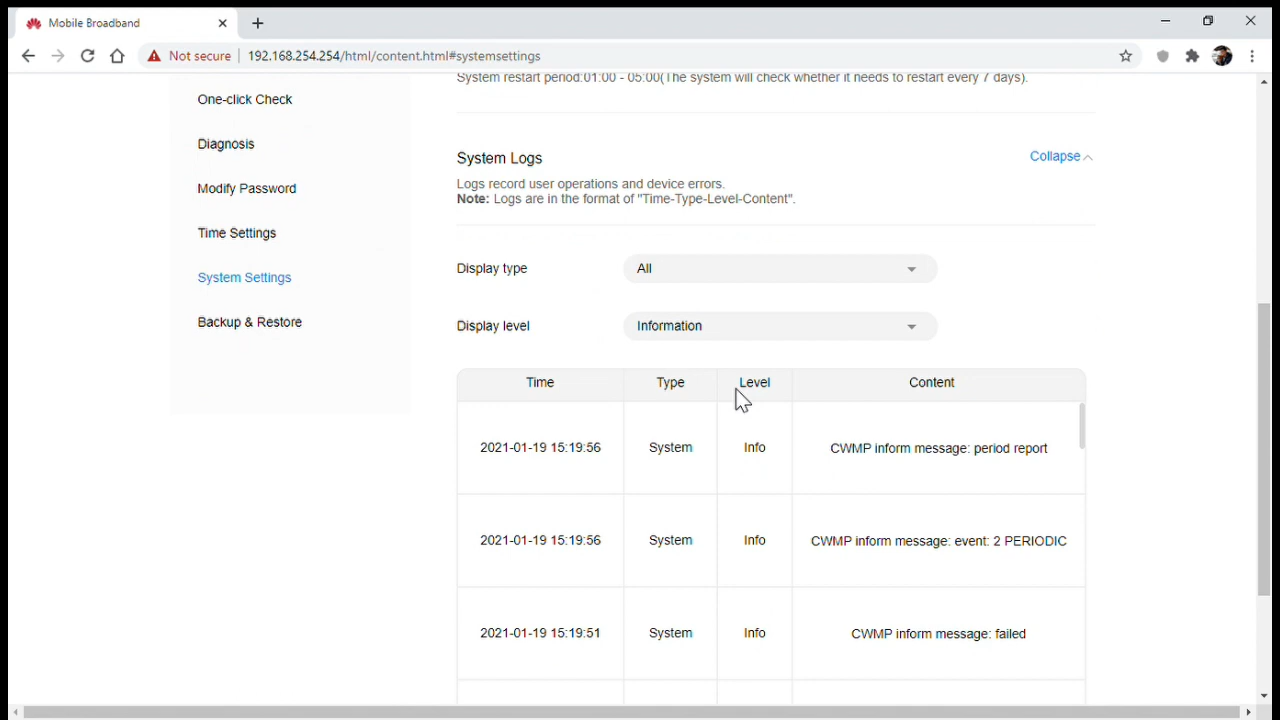 Mobile Broadband
Not secure
192.168.254.254/html/content.html#systemsettings
System restart period:01:00 - 05:00(The system will check whether it needs to restart every 7 days).
One-click Check
Diagnosis
Modify Password
Time Settings
System Settings
Backup & Restore
System Logs
Collapse
Logs record user operations and device errors.
Note: Logs are in the format of "Time-Type-Level-Content".
Display type
All
Display level
Information
Time Type Level Content
2021-01-19 15:19:56 System Info CWMP inform message: period report
2021-01-19 15:19:56 System Info CWMP inform message: event: 2 PERIODIC
2021-01-19 15:19:51 System Info CWMP inform message: failed